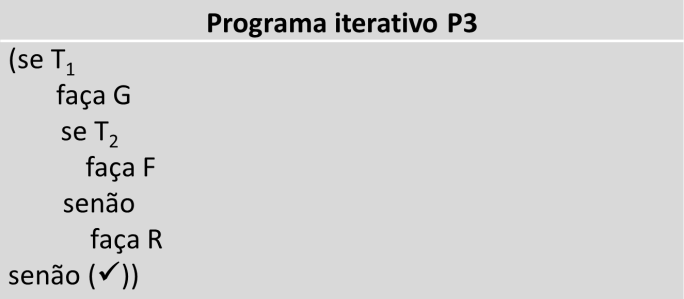 Programa iterativo P3
(se T₁
faça G
se T₂
faça F
senão
faça R
senão (✓))